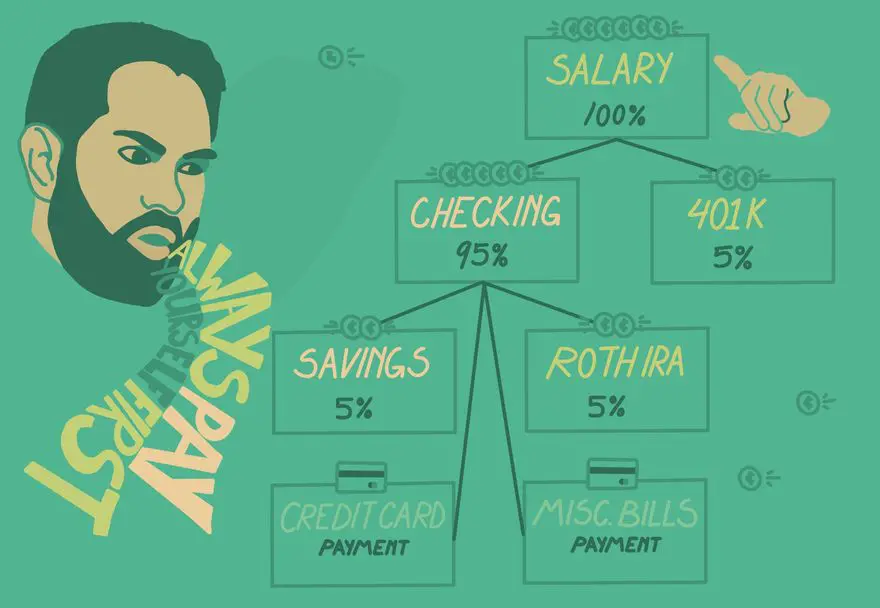 ALWAYS PAY
YOURSELF FIRST
SALARY
100%
CHECKING
95%
401K
5%
SAVINGS
5%
ROTH IRA
5%
CREDIT CARD
PAYMENT
MISC. BILLS
PAYMENT